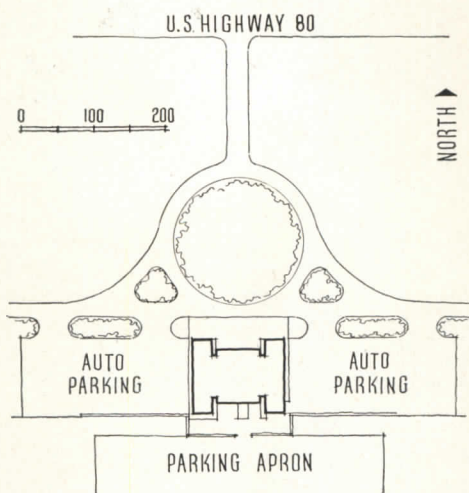 U.S. HIGHWAY 80
0 100 200
NORTH
AUTO
PARKING
AUTO
PARKING
PARKING APRON